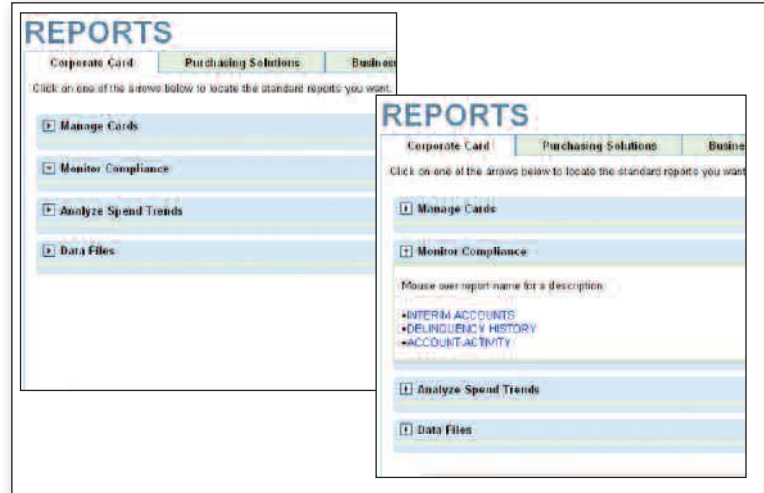 REPORTS
Corporate Card Purchasing Solutions Business
Click on one of the arrows below to locate the standard reports you want.
Manage Cards
Monitor Compliance
Analyze Spend Trends
Data Files
REPORTS
Corporate Card Purchasing Solutions Busine
Click on one of the arrows below to locate the standard reports you want
Manage Cards
Monitor Compliance
Mouse over report name for a description
•INTERIM ACCOUNTS
•DELINQUENCY HISTORY
•ACCOUNT ACTIVITY
Analyze Spend Trends
Data Files